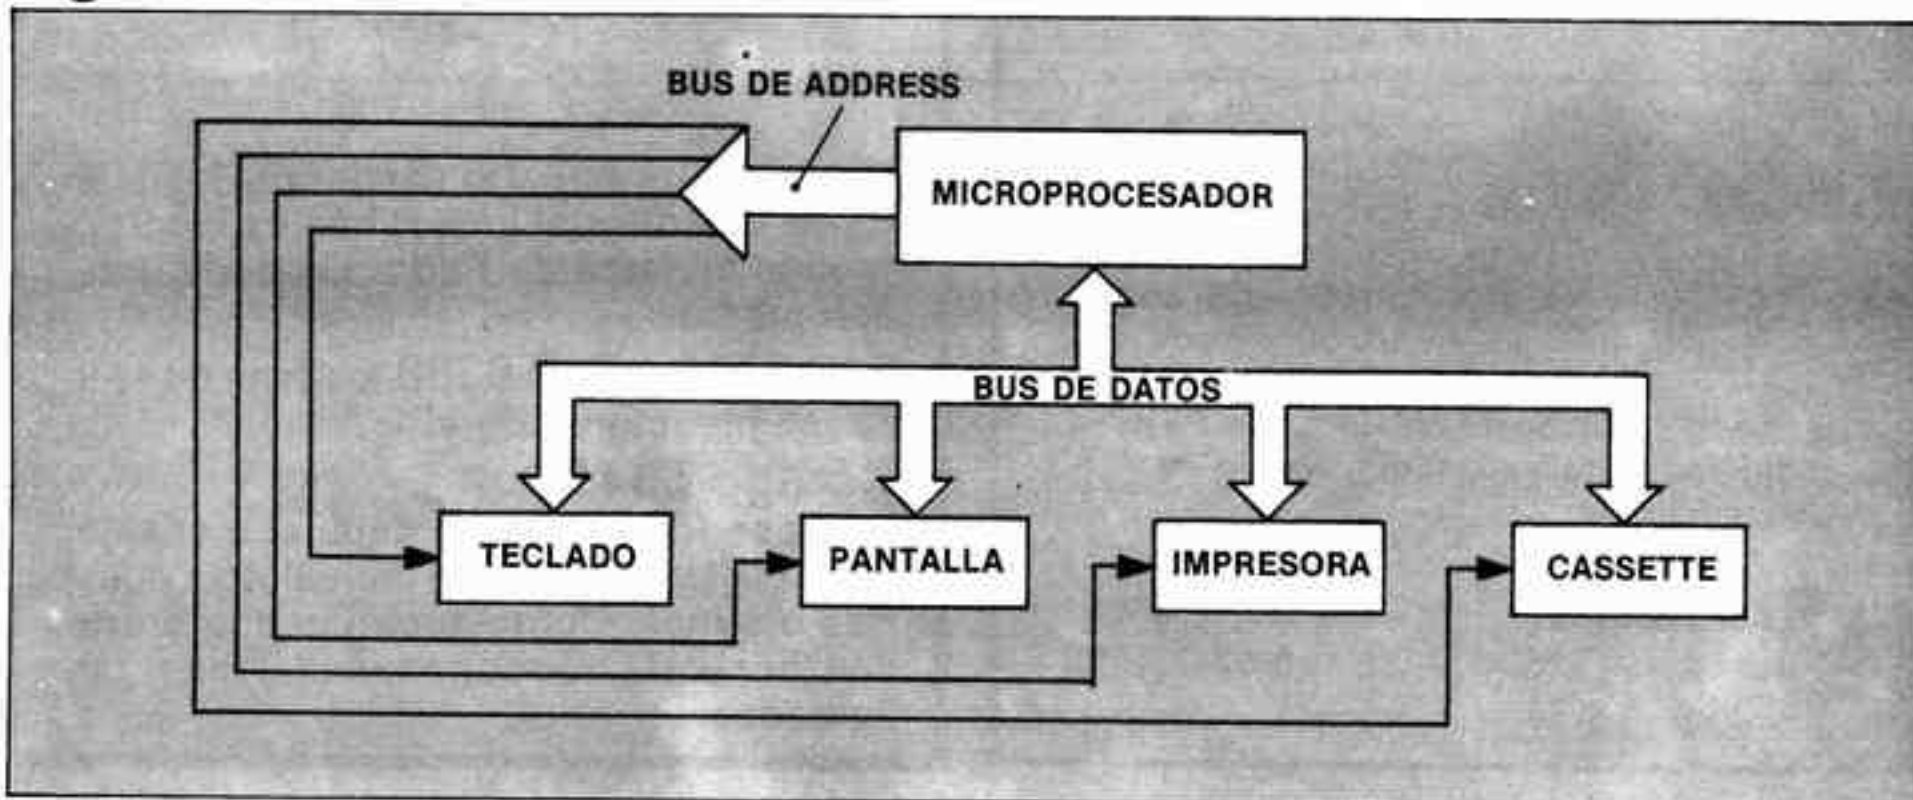 BUS DE ADDRESS
MICROPROCESADOR
BUS DE DATOS
TECLADO
PANTALLA
IMPRESORA
CASSETTE